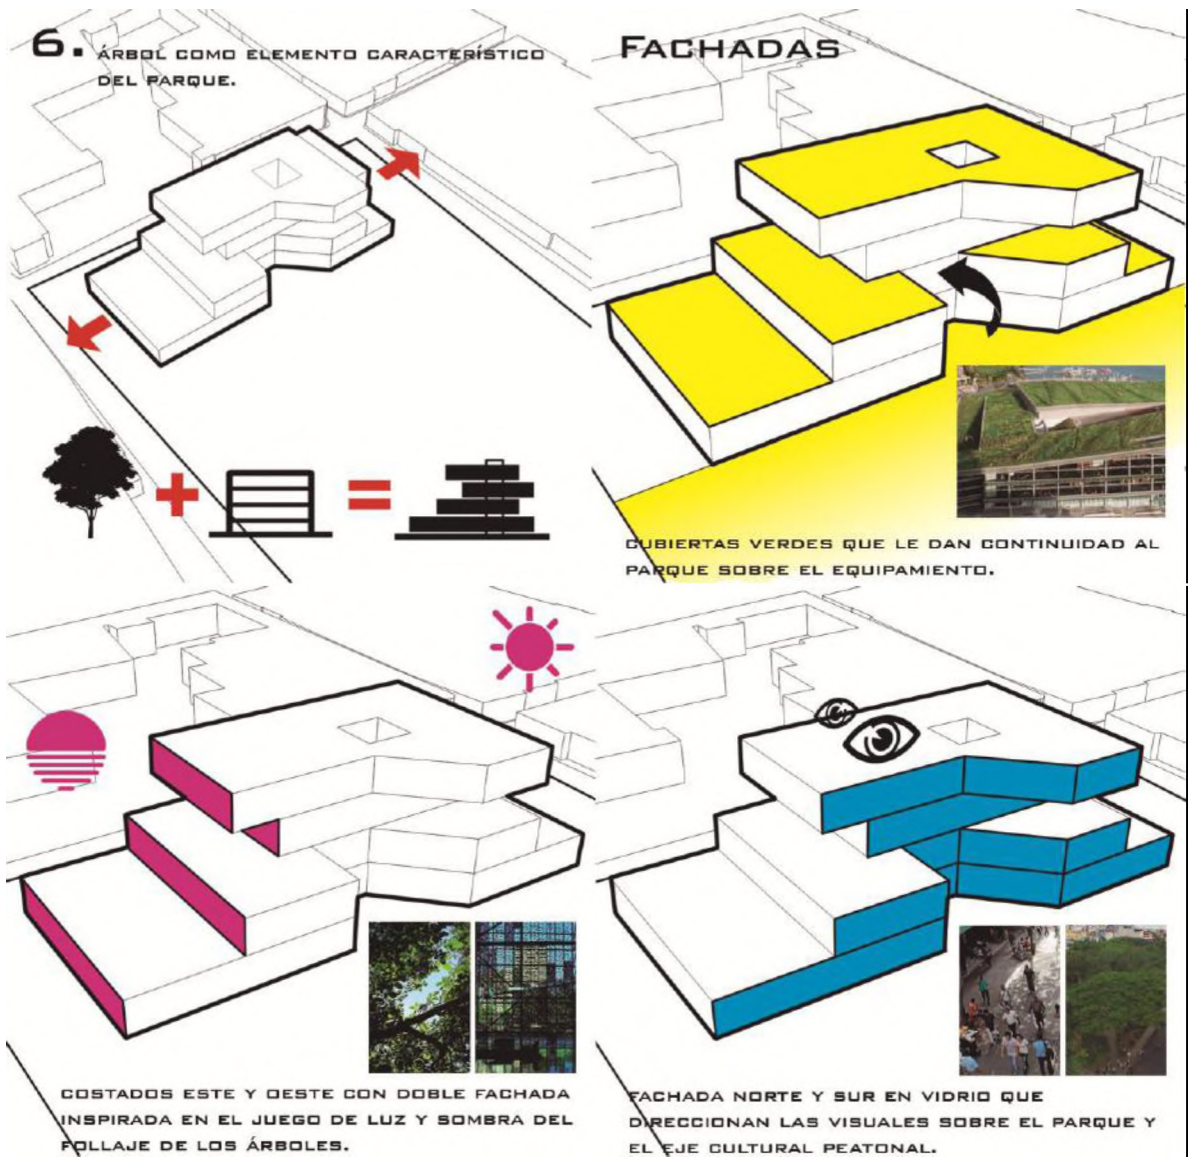 6. ÁRBOL COMO ELEMENTO CARACTERÍSTICO
DEL PARQUE.
FACHADAS
CUBIERTAS VERDES QUE LE DAN CONTINUIDAD AL
PARQUE SOBRE EL EQUIPAMIENTO.
COSTADOS ESTE Y OESTE CON DOBLE FACHADA
INSPIRADA EN EL JUEGO DE LUZ Y SOMBRA DEL
FOLLAJE DE LOS ÁRBOLES.
FACHADA NORTE Y SUR EN VIDRIO QUE
DIRECCIONAN LAS VISUALES SOBRE EL PARQUE Y
EL EJE CULTURAL PEATONAL.